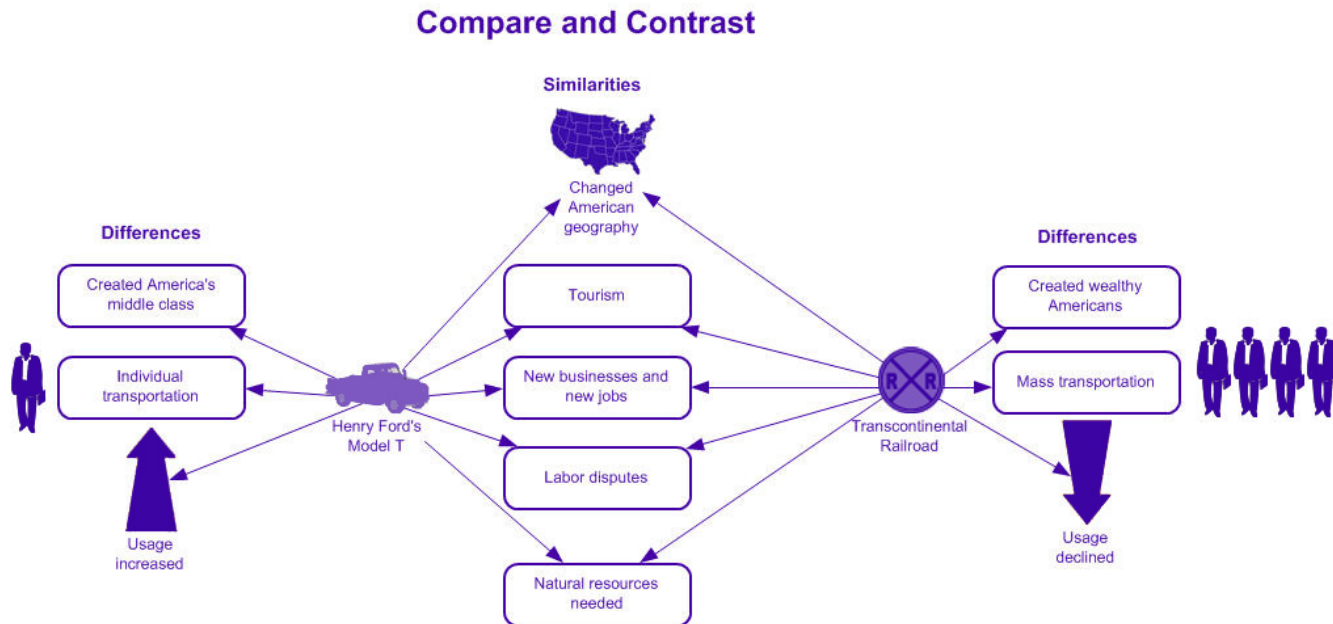 Compare and Contrast
Similarities
Changed
American
geography
Differences
Created America's
middle class
Individual
transportation
Usage
increased
Henry Ford's
Model T
Tourism
New businesses and
new jobs
Labor disputes
Natural resources
needed
R R
Transcontinental
Railroad
Differences
Created wealthy
Americans
Mass transportation
Usage
declined